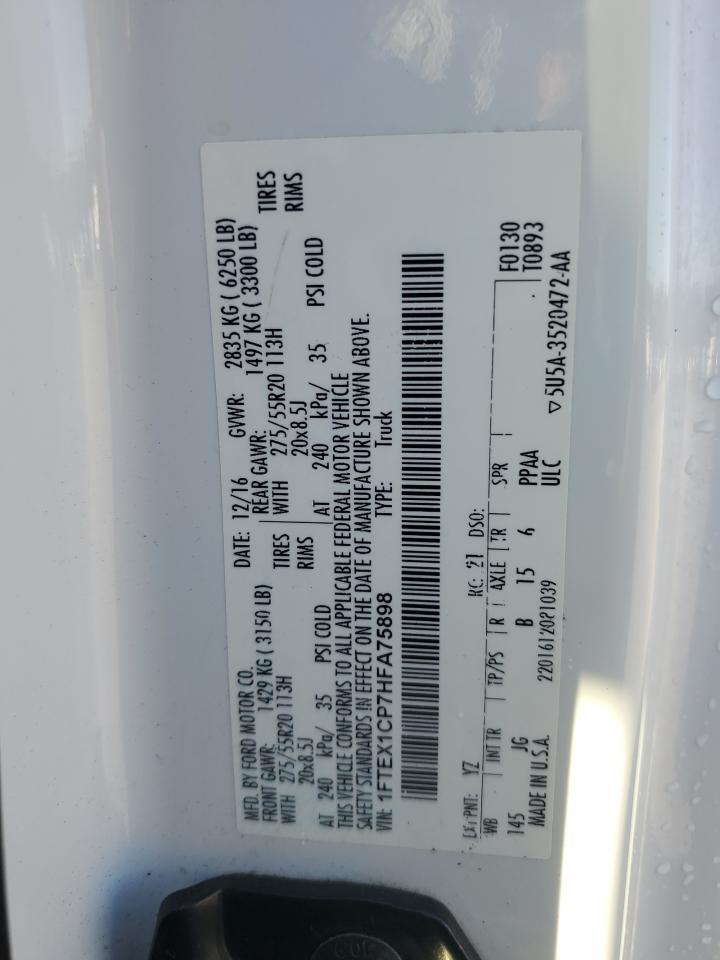 MFD. BY FORD MOTOR CO.
DATE: 12/16 GVWR: 2835 KG ( 6250 LB)
FRONT GAWR: 1429 KG ( 3150 LB)
REAR GAWR: 1497 KG ( 3300 LB)
WITH 275/55R20 113H TIRES
WITH 275/55R20 113H TIRES
20x8.5J RIMS
20x8.5J RIMS
AT 240 kPa/ 35 PSI COLD
AT 240 kPa/ 35 PSI COLD
THIS VEHICLE CONFORMS TO ALL APPLICABLE FEDERAL MOTOR VEHICLE
SAFETY STANDARDS IN EFFECT ON THE DATE OF MANUFACTURE SHOWN ABOVE.
VIN: 1FTEX1CP7HFA75898 TYPE: Truck
EXT PNT: YZ RC: 21 DSO: F0130
WB INT TR TP/PS R AXLE TR SPR T0893
145 JG B 15 6 PPAA
MADE IN U.S.A. ULC
▽5U5A-3520472-AA